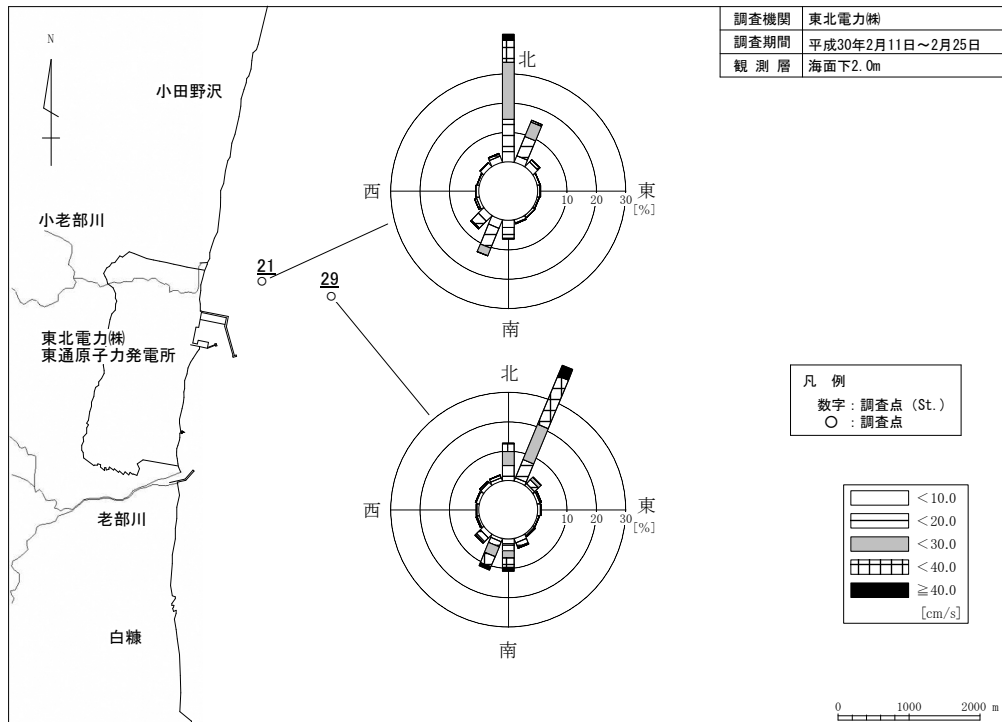 調査機関 東北電力㈱
調査期間 平成30年2月11日～2月25日
観測層 海面下2.0m
N
小田野沢
小老部川
東北電力㈱
東通原子力発電所
老部川
白糠
21
29
北
西
東
10 20 30
[%]
南
北
西
東
10 20 30
[%]
南
凡 例
数字：調査点（St.）
○ ：調査点
＜10.0
＜20.0
＜30.0
＜40.0
≧40.0
[cm/s]
0 1000 2000 m